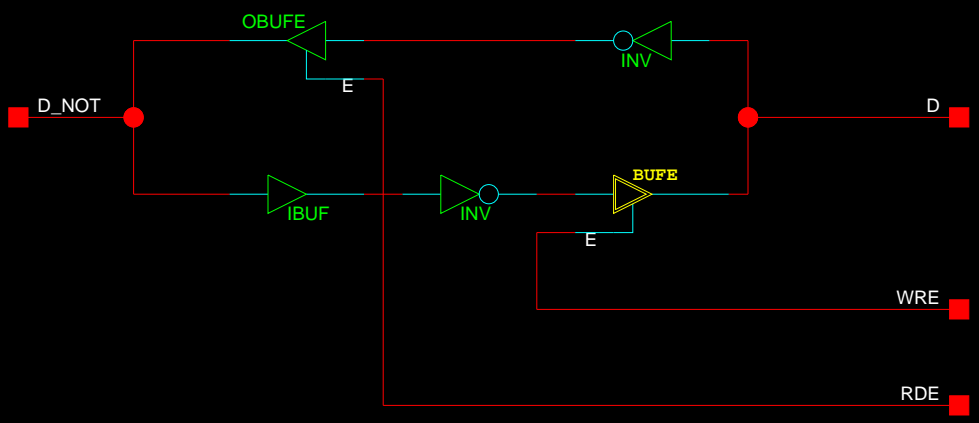 OBUFE
INV
E
D_NOT
D
IBUF
INV
BUFE
E
WRE
RDE